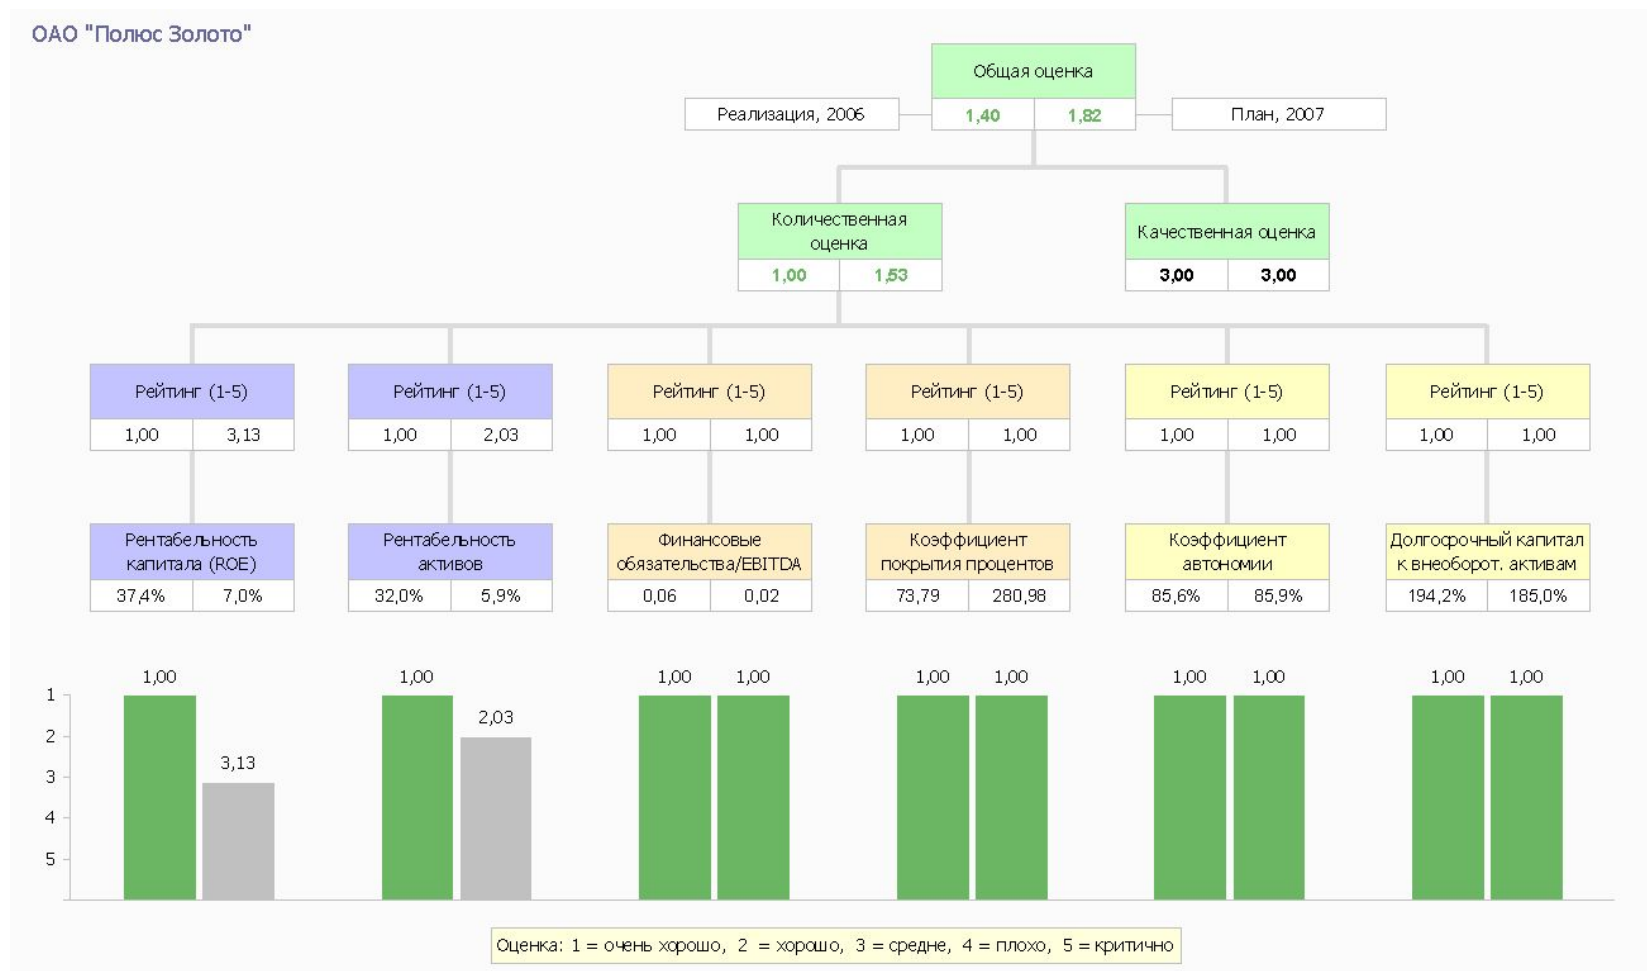 ОАО "Полюс Золото"
Общая оценка
Реализация, 2006
1,40 1,82
План, 2007
Количественная
оценка
1,00 1,53
Качественная оценка
3,00 3,00
Рейтинг (1-5) Рейтинг (1-5) Рейтинг (1-5) Рейтинг (1-5) Рейтинг (1-5) Рейтинг (1-5)
1,00 3,13 1,00 2,03 1,00 1,00 1,00 1,00 1,00 1,00 1,00 1,00
Рентабельность
капитала (ROE)
37,4% 7,0%
Рентабельность
активов
32,0% 5,9%
Финансовые
обязательства/EBITDA
0,06 0,02
Коэффициент
покрытия процентов
73,79 280,98
Коэффициент
автономии
85,6% 85,9%
Долгосрочный капитал
к внеоборот. активам
194,2% 185,0%
1,00 3,13 1,00 2,03 1,00 1,00 1,00 1,00 1,00 1,00 1,00 1,00
1
2
3
4
5
Оценка: 1 = очень хорошо, 2 = хорошо, 3 = средне, 4 = плохо, 5 = критично